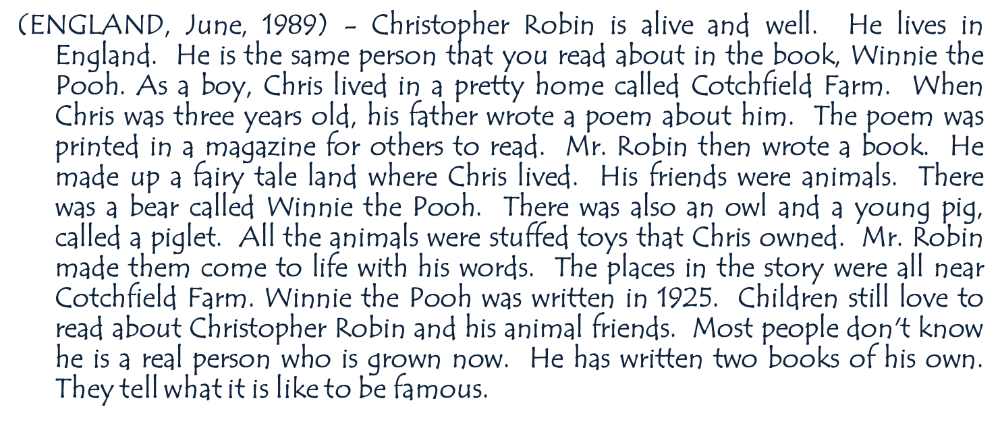 (ENGLAND, June, 1989) - Christopher Robin is alive and well. He lives in
England. He is the same person that you read about in the book, Winnie the
Pooh. As a boy, Chris lived in a pretty home called Cotchfield Farm. When
Chris was three years old, his father wrote a poem about him. The poem was
printed in a magazine for others to read. Mr. Robin then wrote a book. He
made up a fairy tale land where Chris lived. His friends were animals. There
was a bear called Winnie the Pooh. There was also an owl and a young pig,
called a piglet. All the animals were stuffed toys that Chris owned. Mr. Robin
made them come to life with his words. The places in the story were all near
Cotchfield Farm. Winnie the Pooh was written in 1925. Children still love to
read about Christopher Robin and his animal friends. Most people don't know
he is a real person who is grown now. He has written two books of his own.
They tell what it is like to be famous.